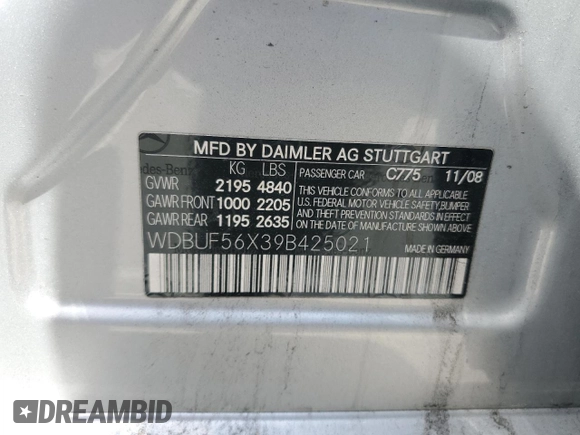 MFD BY DAIMLER AG STUTTGART
KG LBS PASSENGER CAR C775 11/08
GVWR 2195 4840
GAWR FRONT 1000 2205
GAWR REAR 1195 2635
THIS VEHICLE CONFORMS TO ALL APPLICABLE
U.S. FEDERAL MOTOR VEHICLE SAFETY, BUMPER
AND THEFT PREVENTION STANDARDS IN EFFECT
ON THE DATE OF MANUFACTURE SHOWN ABOVE.
WDBUF56X39B425021
MADE IN GERMANY
DREAMBID